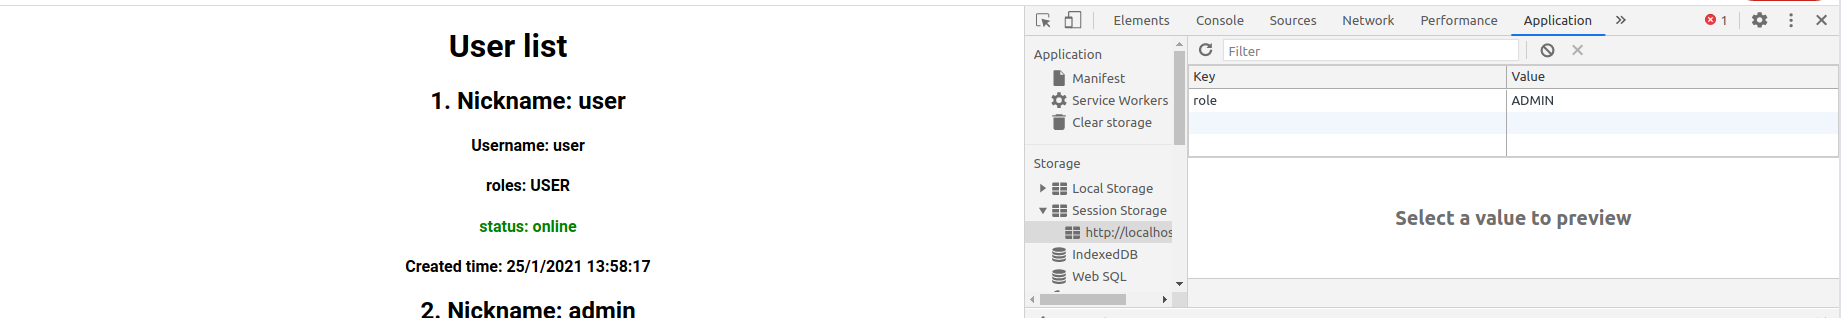 User list
1. Nickname: user
Username: user
roles: USER
status: online
Created time: 25/1/2021 13:58:17
2. Nickname: admin
Elements Console Sources Network Performance Application » 1
Application
Manifest
Service Workers
Clear storage
Storage
Local Storage
Session Storage
http://localhos
IndexedDB
Web SQL
Filter
Key Value
role ADMIN
Select a value to preview